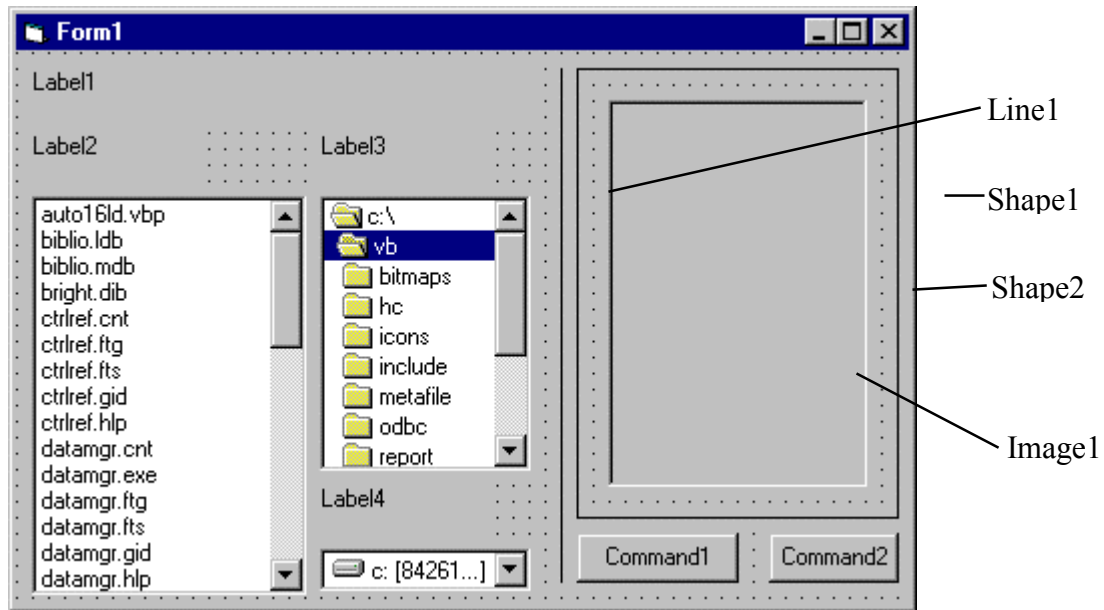 Form1
Label1
Label2
Label3
auto16ld.vbp
biblio.ldb
biblio.mdb
bright.dib
ctrlref.cnt
ctrlref.ftg
ctrlref.fts
ctrlref.gid
ctrlref.hlp
datamgr.cnt
datamgr.exe
datamgr.ftg
datamgr.fts
datamgr.gid
datamgr.hlp
c:\
vb
bitmaps
hc
icons
include
metafile
odbc
report
Label4
c: [84261...]
Command1
Command2
Line1
Shape1
Shape2
Image1